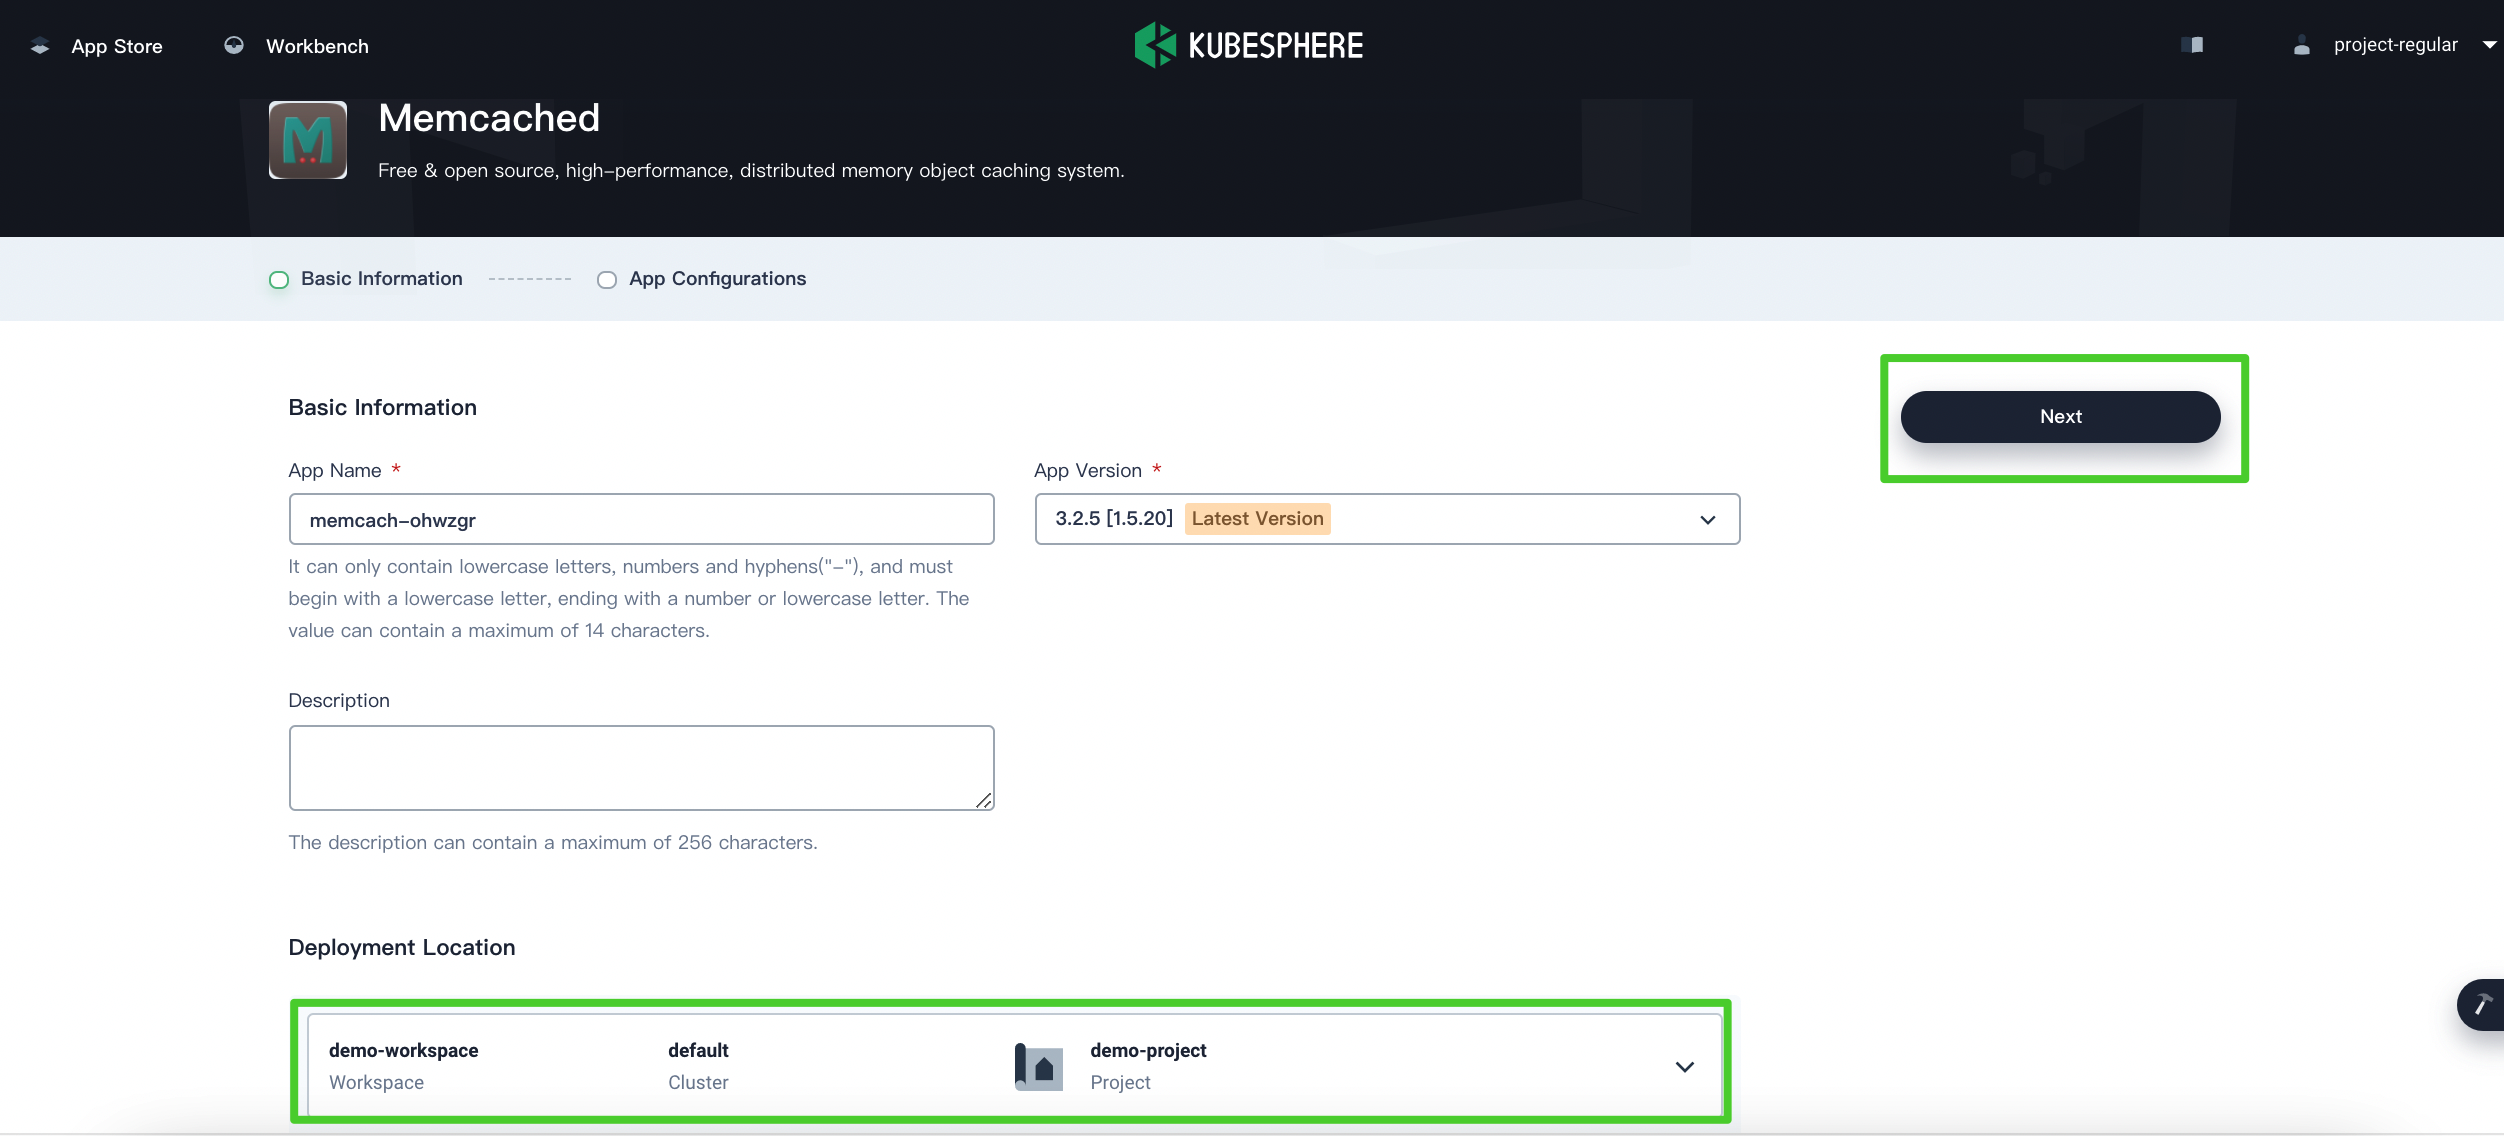 App Store
Workbench
KUBESPHERE
project-regular
Memcached
Free & open source, high-performance, distributed memory object caching system.
Basic Information
App Configurations
Basic Information
Next
App Name *
App Version *
memcach-ohwzgr
3.2.5 [1.5.20] Latest Version
It can only contain lowercase letters, numbers and hyphens("-"), and must
begin with a lowercase letter, ending with a number or lowercase letter. The
value can contain a maximum of 14 characters.
Description
The description can contain a maximum of 256 characters.
Deployment Location
demo-workspace
Workspace
default
Cluster
demo-project
Project